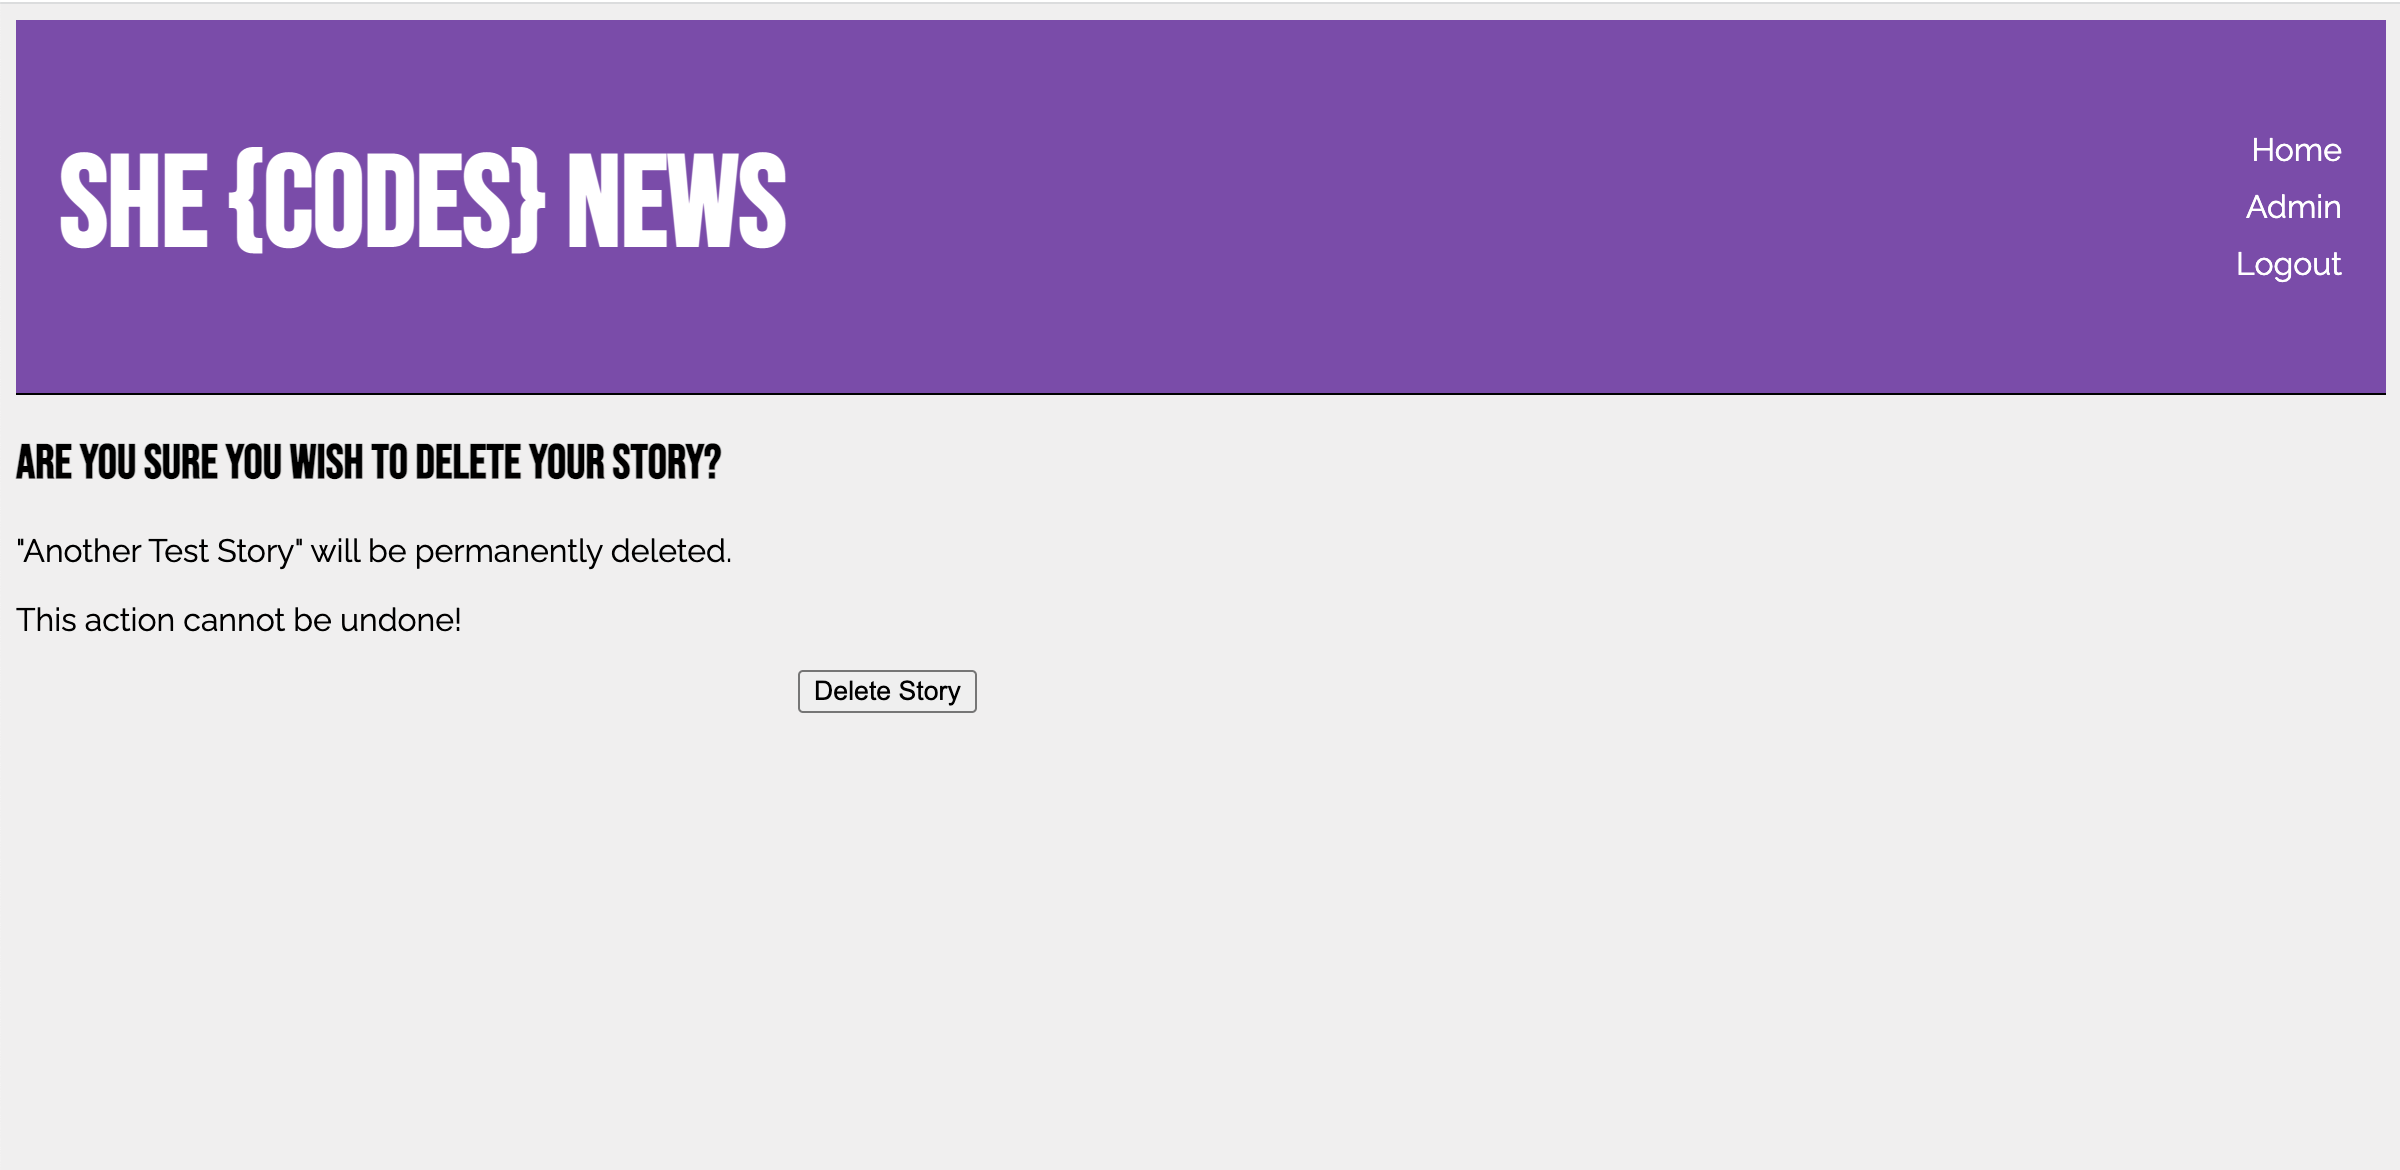 SHE {CODES} NEWS
Home
Admin
Logout
ARE YOU SURE YOU WISH TO DELETE YOUR STORY?
"Another Test Story" will be permanently deleted.
This action cannot be undone!
Delete Story